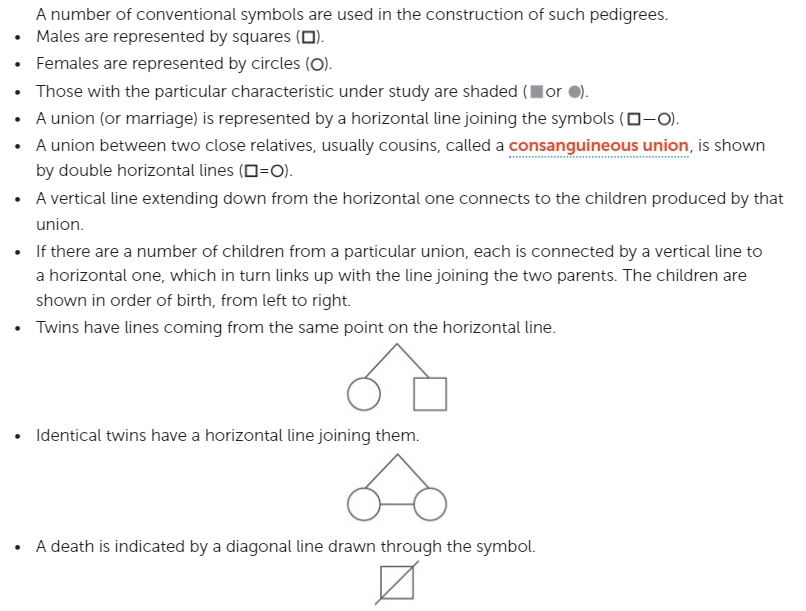 A number of conventional symbols are used in the construction of such pedigrees.
• Males are represented by squares (□).
• Females are represented by circles (○).
• Those with the particular characteristic under study are shaded (■ or ●).
• A union (or marriage) is represented by a horizontal line joining the symbols (□—○).
• A union between two close relatives, usually cousins, called a consanguineous union, is shown
by double horizontal lines (□=○).
• A vertical line extending down from the horizontal one connects to the children produced by that
union.
• If there are a number of children from a particular union, each is connected by a vertical line to
a horizontal one, which in turn links up with the line joining the two parents. The children are
shown in order of birth, from left to right.
• Twins have lines coming from the same point on the horizontal line.
• Identical twins have a horizontal line joining them.
• A death is indicated by a diagonal line drawn through the symbol.